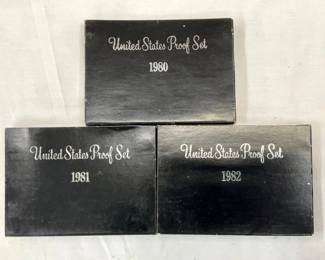 United States Proof Set
1980
United States Proof Set
1981
United States Proof Set
1982